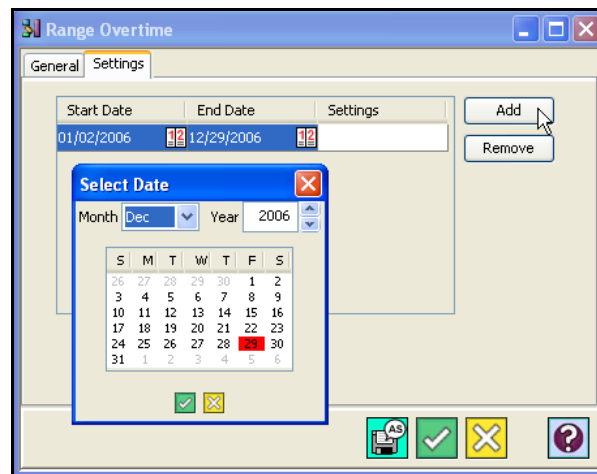 Range Overtime
General Settings
Start Date End Date Settings Add
01/02/2006 12 12/29/2006 12
Remove
Select Date
Month Dec Year 2006
S M T W T F S
26 27 28 29 30 1 2
3 4 5 6 7 8 9
10 11 12 13 14 15 16
17 18 19 20 21 22 23
24 25 26 27 28 29 30
31 1 2 3 4 5 6
AS
?